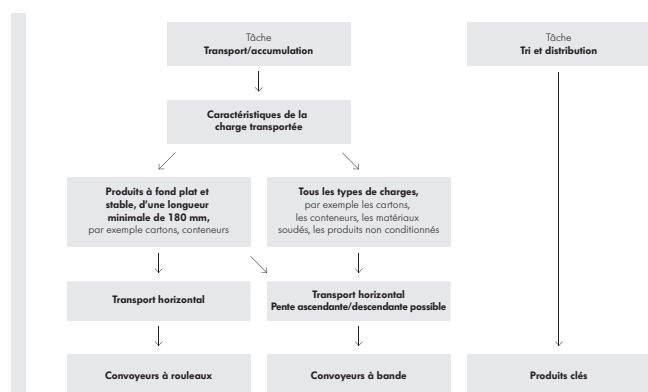 Tâche
Transport/accumulation
Tâche
Tri et distribution
Caractéristiques de la
charge transportée
Produits à fond plat et
stable, d'une longueur
minimale de 180 mm,
par exemple cartons, conteneurs
Tous les types de charges,
par exemple les cartons,
les conteneurs, les matériaux
soudés, les produits non conditionnés
Transport horizontal
Transport horizontal
Pente ascendante/descendante possible
Convoyeurs à rouleaux
Convoyeurs à bande
Produits clés